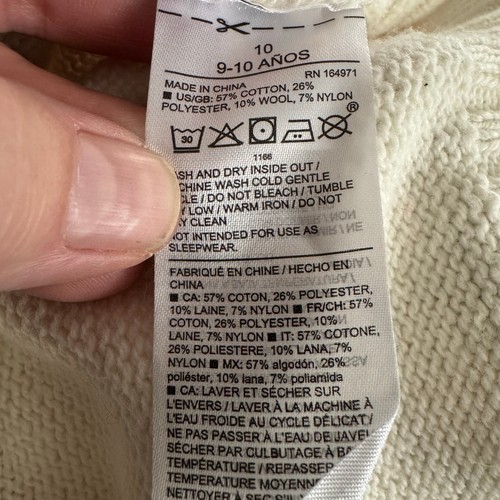 10
9-10 AÑOS
RN 164971
MADE IN CHINA
■ US/GB: 57% COTTON, 26%
POLYESTER, 10% WOOL, 7% NYLON
®
30
1166
SH AND DRY INSIDE OUT /
CHINE WASH COLD GENTLE
LE / DO NOT BLEACH / TUMBLE
Y LOW / WARM IRON / DO NOT
Y CLEAN
NOT INTENDED FOR USE AS
SLEEPWEAR.
FABRIQUÉ EN CHINE / HECHO EN
CHINA
■ CA: 57% COTON, 26% POLYESTER,
10% LAINE, 7% NYLON ■ FR/CH: 57%
COTON, 26% POLYESTER, 10%
LAINE, 7% NYLON ■ IT: 57% COTONE,
26% POLIESTERE, 10% LANA, 7%
NYLON ■ MX: 57% algodón, 26%
poliéster, 10% lana, 7% poliamida
■ CA: LAVER ET SÉCHER SUR
L'ENVERS / LAVER À LA MACHINE À
L'EAU FROIDE AU CYCLE DÉLICAT /
NE PAS PASSER À L'EAU DE JAVEL
SÉCHER PAR CULBUTAGE À BA
TEMPÉRATURE / REPASSER
TEMPÉRATURE MOYENNE
NETTOYER À SEC S'IL